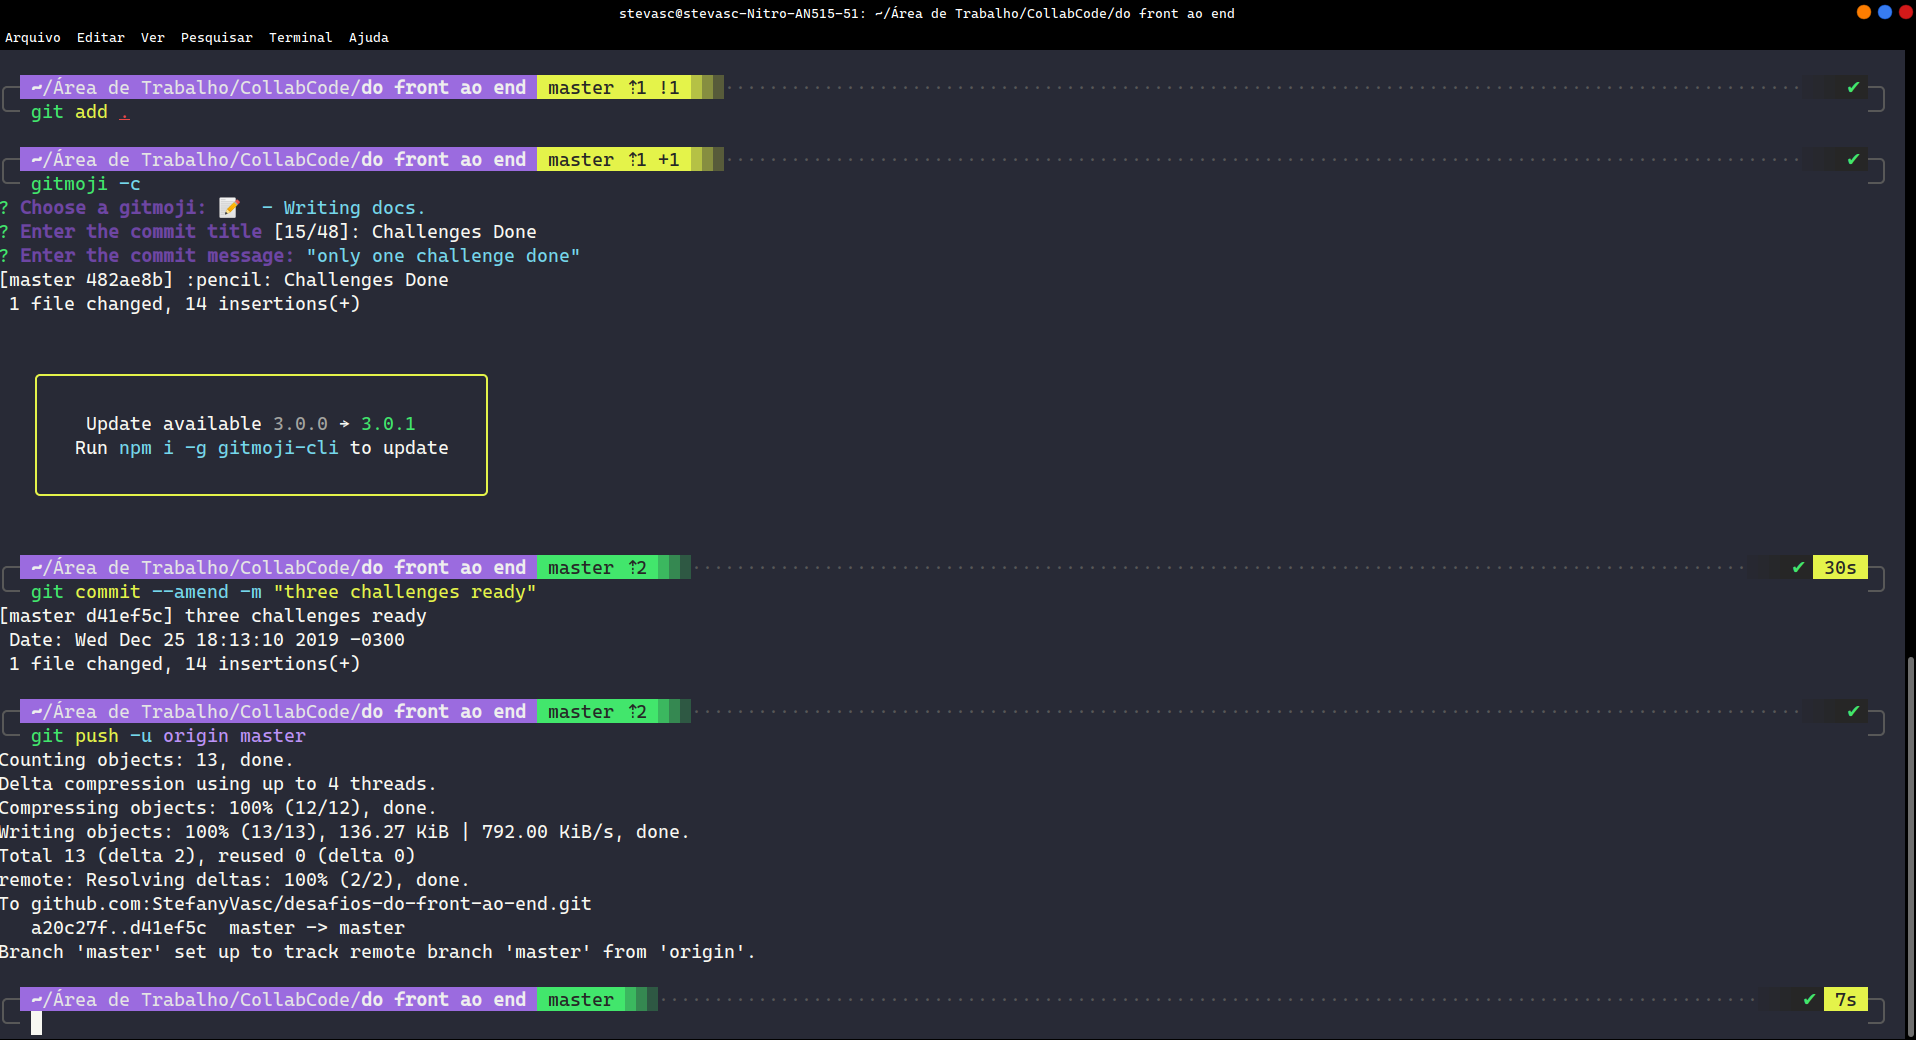 stevasc@stevasc-Nitro-AN515-51: ~/Área de Trabalho/CollabCode/do front ao end
Arquivo Editar Ver Pesquisar Terminal Ajuda
~/Área de Trabalho/CollabCode/do front ao end master ⇡1 !1 ✔
git add .
~/Área de Trabalho/CollabCode/do front ao end master ⇡1 +1 ✔
gitmoji -c
? Choose a gitmoji: 📝 - Writing docs.
? Enter the commit title [15/48]: Challenges Done
? Enter the commit message: "only one challenge done"
[master 482ae8b] :pencil: Challenges Done
1 file changed, 14 insertions(+)
Update available 3.0.0 → 3.0.1
Run npm i -g gitmoji-cli to update
~/Área de Trabalho/CollabCode/do front ao end master ⇡2 ✔ 30s
git commit --amend -m "three challenges ready"
[master d41ef5c] three challenges ready
Date: Wed Dec 25 18:13:10 2019 -0300
1 file changed, 14 insertions(+)
~/Área de Trabalho/CollabCode/do front ao end master ⇡2 ✔
git push -u origin master
Counting objects: 13, done.
Delta compression using up to 4 threads.
Compressing objects: 100% (12/12), done.
Writing objects: 100% (13/13), 136.27 KiB | 792.00 KiB/s, done.
Total 13 (delta 2), reused 0 (delta 0)
remote: Resolving deltas: 100% (2/2), done.
To github.com:StefanyVasc/desafios-do-front-ao-end.git
a20c27f..d41ef5c master -> master
Branch 'master' set up to track remote branch 'master' from 'origin'.
~/Área de Trabalho/CollabCode/do front ao end master ✔ 7s